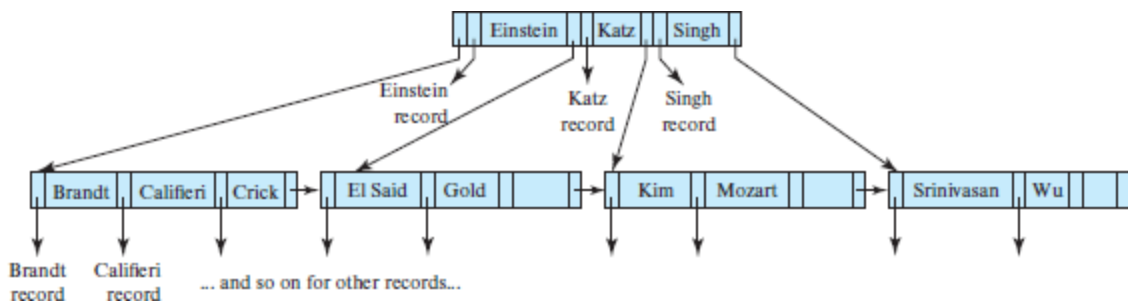 Einstein Katz Singh
Einstein
record
Katz
record
Singh
record
Brandt Califieri Crick El Said Gold Kim Mozart Srinivasan Wu
Brandt
record
Califieri
record
... and so on for other records...